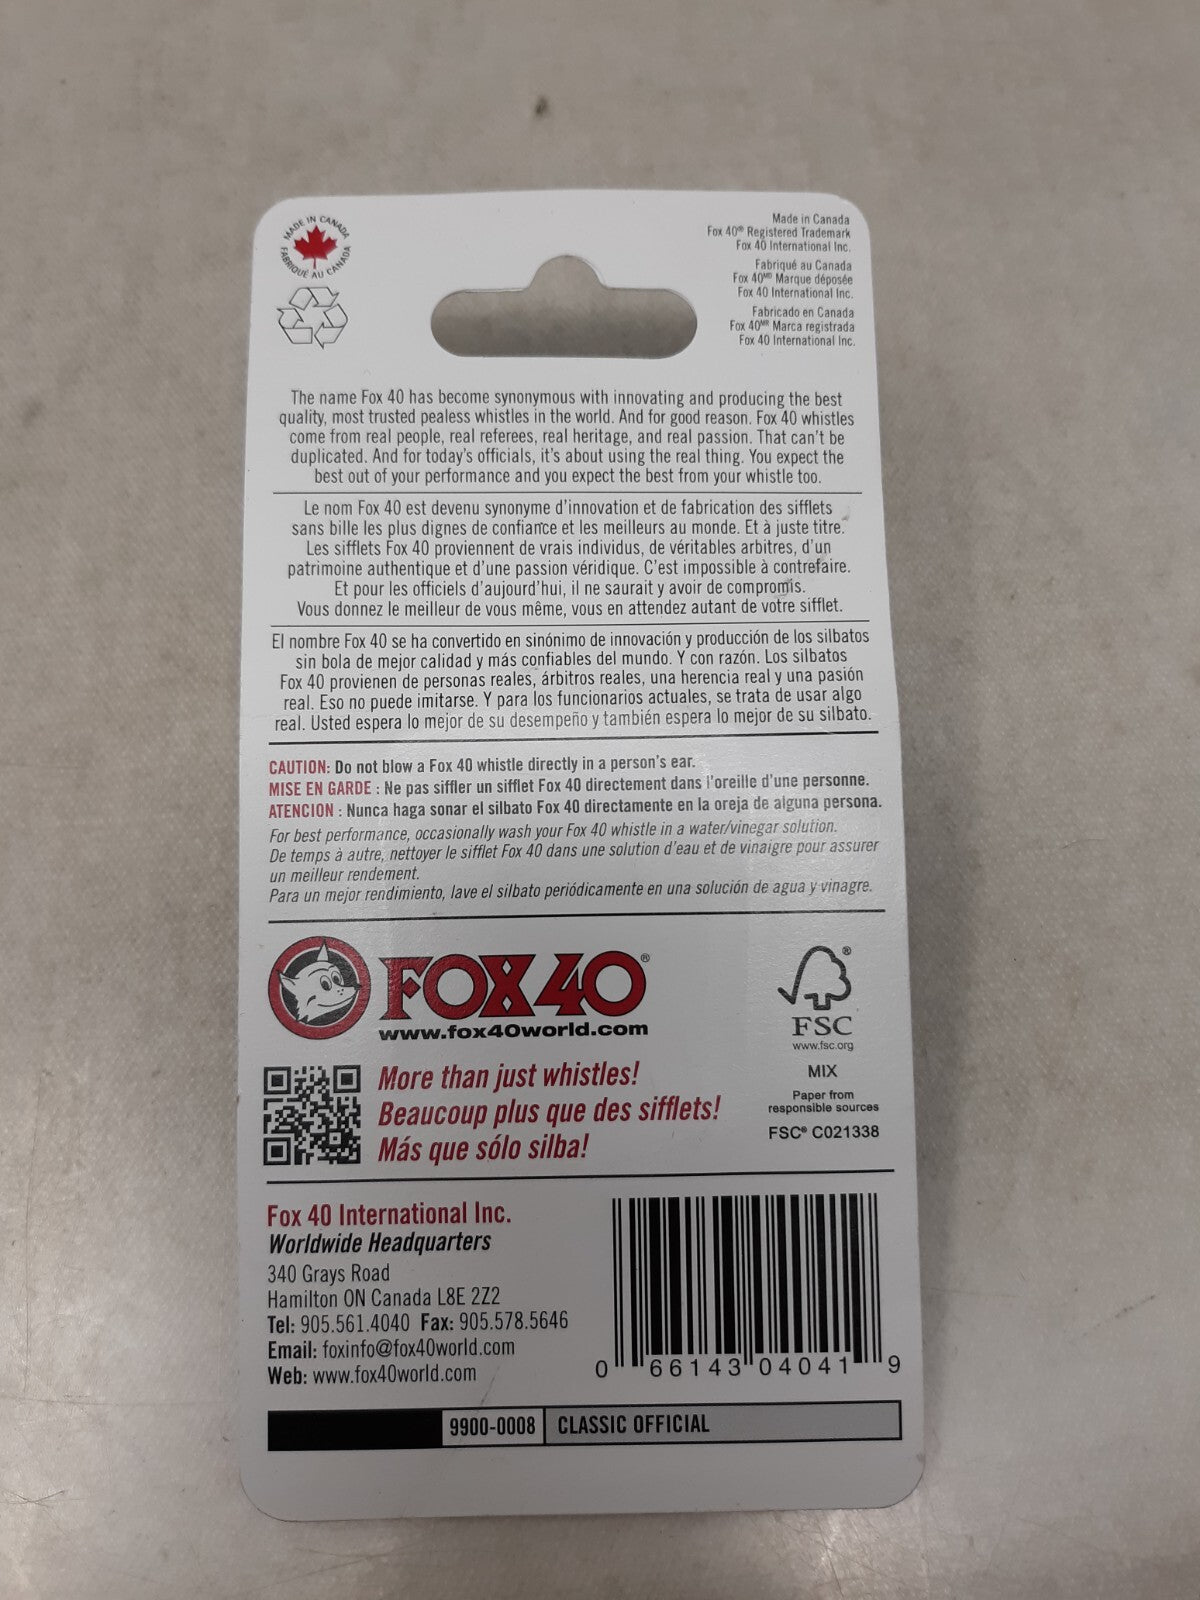 MADE IN CANADA
FABRIQUÉ AU CANADA
Made in Canada
Fox 40® Registered Trademark
Fox 40 International Inc.
Fabriqué au Canada
Fox 40ᴹᴰ Marque déposée
Fox 40 International Inc.
Fabricado en Canada
Fox 40ᴹᴿ Marca registrada
Fox 40 International Inc.
The name Fox 40 has become synonymous with innovating and producing the best
quality, most trusted pealess whistles in the world. And for good reason. Fox 40 whistles
come from real people, real referees, real heritage, and real passion. That can't be
duplicated. And for today's officials, it's about using the real thing. You expect the
best out of your performance and you expect the best from your whistle too.
Le nom Fox 40 est devenu synonyme d'innovation et de fabrication des sifflets
sans bille les plus dignes de confiance et les meilleurs au monde. Et à juste titre.
Les sifflets Fox 40 proviennent de vrais individus, de véritables arbitres, d'un
patrimoine authentique et d'une passion véridique. C'est impossible à contrefaire.
Et pour les officiels d'aujourd'hui, il ne saurait y avoir de compromis.
Vous donnez le meilleur de vous même, vous en attendez autant de votre sifflet.
El nombre Fox 40 se ha convertido en sinónimo de innovación y producción de los silbatos
sin bola de mejor calidad y más confiables del mundo. Y con razón. Los silbatos
Fox 40 provienen de personas reales, árbitros reales, una herencia real y una pasión
real. Eso no puede imitarse. Y para los funcionarios actuales, se trata de usar algo
real. Usted espera lo mejor de su desempeño y también espera lo mejor de su silbato.
CAUTION: Do not blow a Fox 40 whistle directly in a person's ear.
MISE EN GARDE : Ne pas siffler un sifflet Fox 40 directement dans l'oreille d'une personne.
ATENCION : Nunca haga sonar el silbato Fox 40 directamente en la oreja de alguna persona.
For best performance, occasionally wash your Fox 40 whistle in a water/vinegar solution.
De temps à autre, nettoyer le sifflet Fox 40 dans une solution d'eau et de vinaigre pour assurer
un meilleur rendement.
Para un mejor rendimiento, lave el silbato periódicamente en una solución de agua y vinagre.
FOX 40®
www.fox40world.com
More than just whistles!
Beaucoup plus que des sifflets!
Más que sólo silba!
®
FSC
www.fsc.org
MIX
Paper from
responsible sources
FSC® C021338
Fox 40 International Inc.
Worldwide Headquarters
340 Grays Road
Hamilton ON Canada L8E 2Z2
Tel: 905.561.4040 Fax: 905.578.5646
Email: foxinfo@fox40world.com
Web: www.fox40world.com
0 66143 04041 9
9900-0008 CLASSIC OFFICIAL